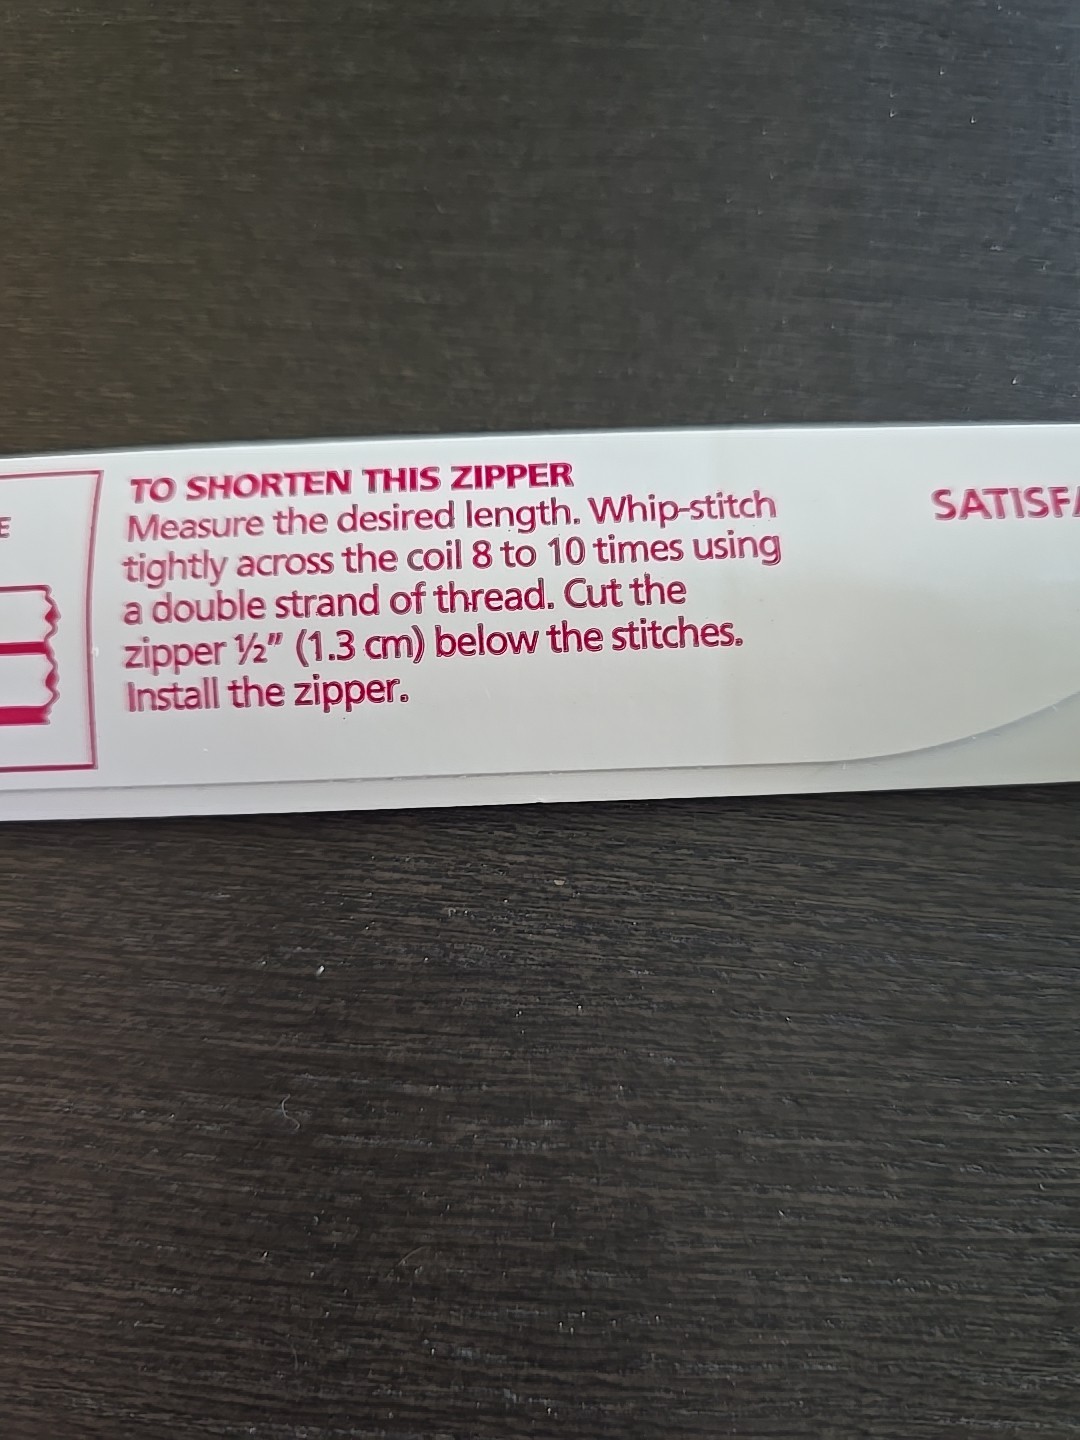 TO SHORTEN THIS ZIPPER
Measure the desired length. Whip-stitch
tightly across the coil 8 to 10 times using
a double strand of thread. Cut the
zipper ½" (1.3 cm) below the stitches.
Install the zipper.
E
SATISFA